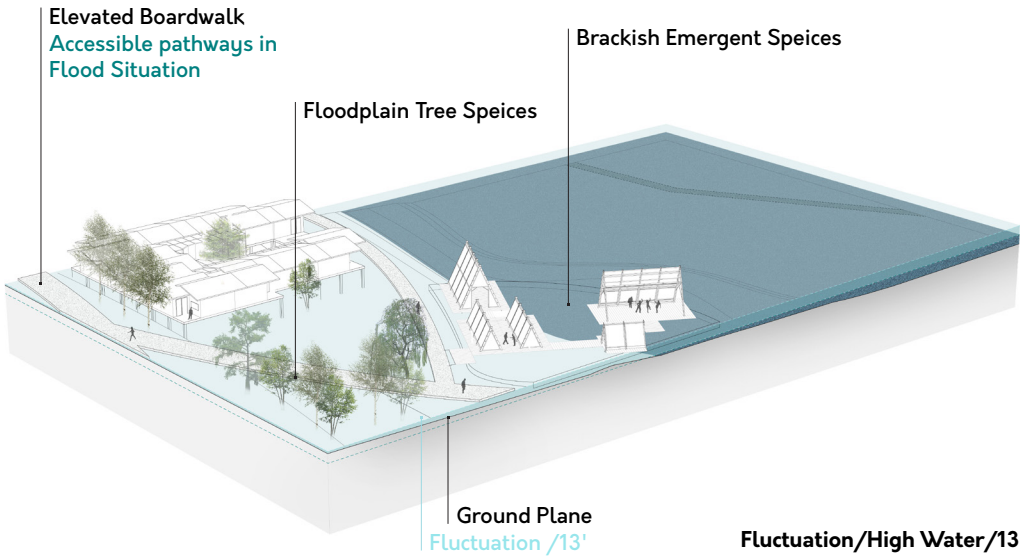 Elevated Boardwalk
Accessible pathways in
Flood Situation
Brackish Emergent Speices
Floodplain Tree Speices
Ground Plane
Fluctuation /13'
Fluctuation/High Water/13